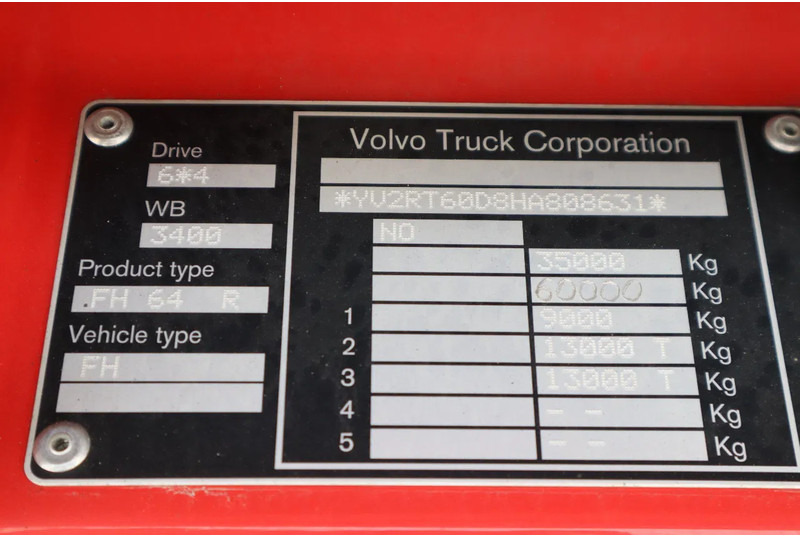 Drive
6*4
WB
3400
Product type
FH 64 R
Vehicle type
FH
Volvo Truck Corporation
*YV2RT60D8HA808631*
NO
35000 Kg
60000 Kg
1 9000 Kg
2 13000 T Kg
3 13000 T Kg
4 - - Kg
5 - - Kg